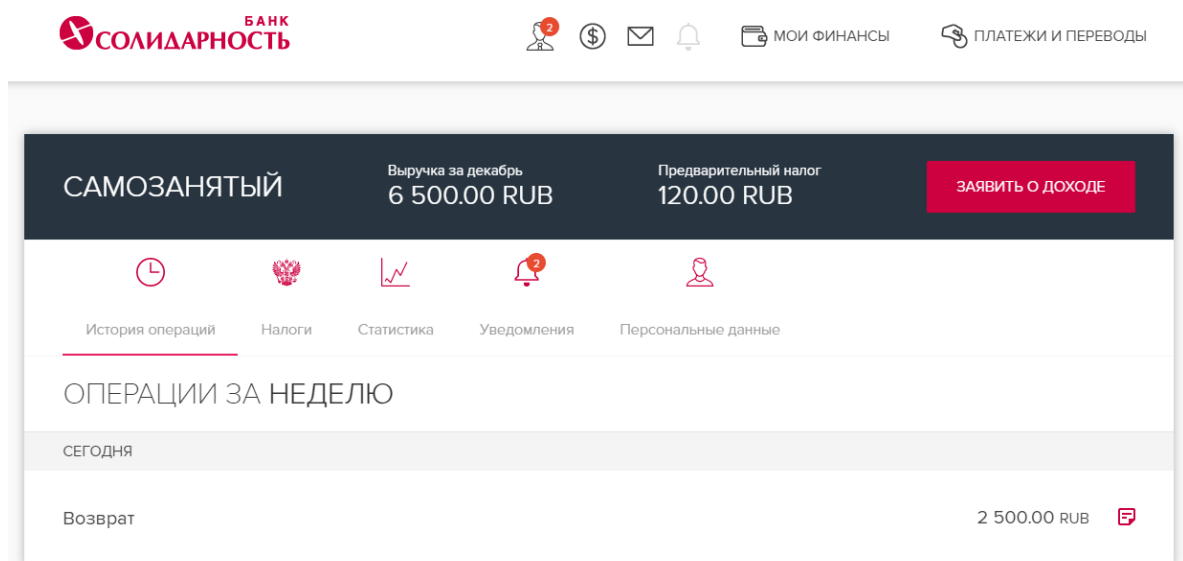 БАНК
СОЛИДАРНОСТЬ
2
$
МОИ ФИНАНСЫ
ПЛАТЕЖИ И ПЕРЕВОДЫ
САМОЗАНЯТЫЙ
Выручка за декабрь
6 500.00 RUB
Предварительный налог
120.00 RUB
ЗАЯВИТЬ О ДОХОДЕ
2
История операций
Налоги
Статистика
Уведомления
Персональные данные
ОПЕРАЦИИ ЗА НЕДЕЛЮ
СЕГОДНЯ
Возврат
2 500.00 RUB